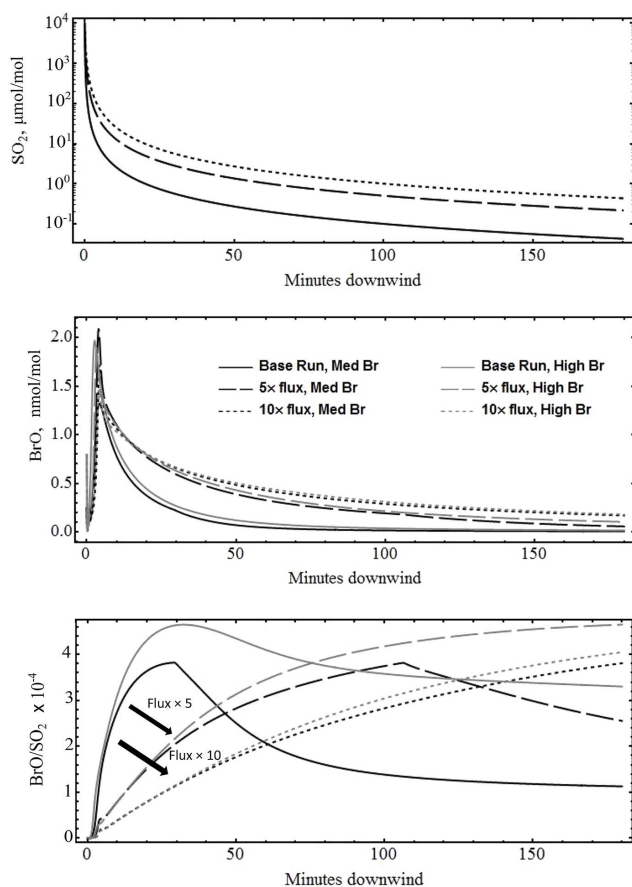 10⁴
10³
10²
10¹
10⁰
10⁻¹
SO₂, μmol/mol
0 50 100 150
Minutes downwind
2.0
1.5
1.0
0.5
0.0
BrO, nmol/mol
Base Run, Med Br Base Run, High Br
5× flux, Med Br 5× flux, High Br
10× flux, Med Br 10× flux, High Br
0 50 100 150
Minutes downwind
4
3
2
1
0
BrO/SO₂ x 10⁻⁴
Flux × 5
Flux × 10
0 50 100 150
Minutes downwind